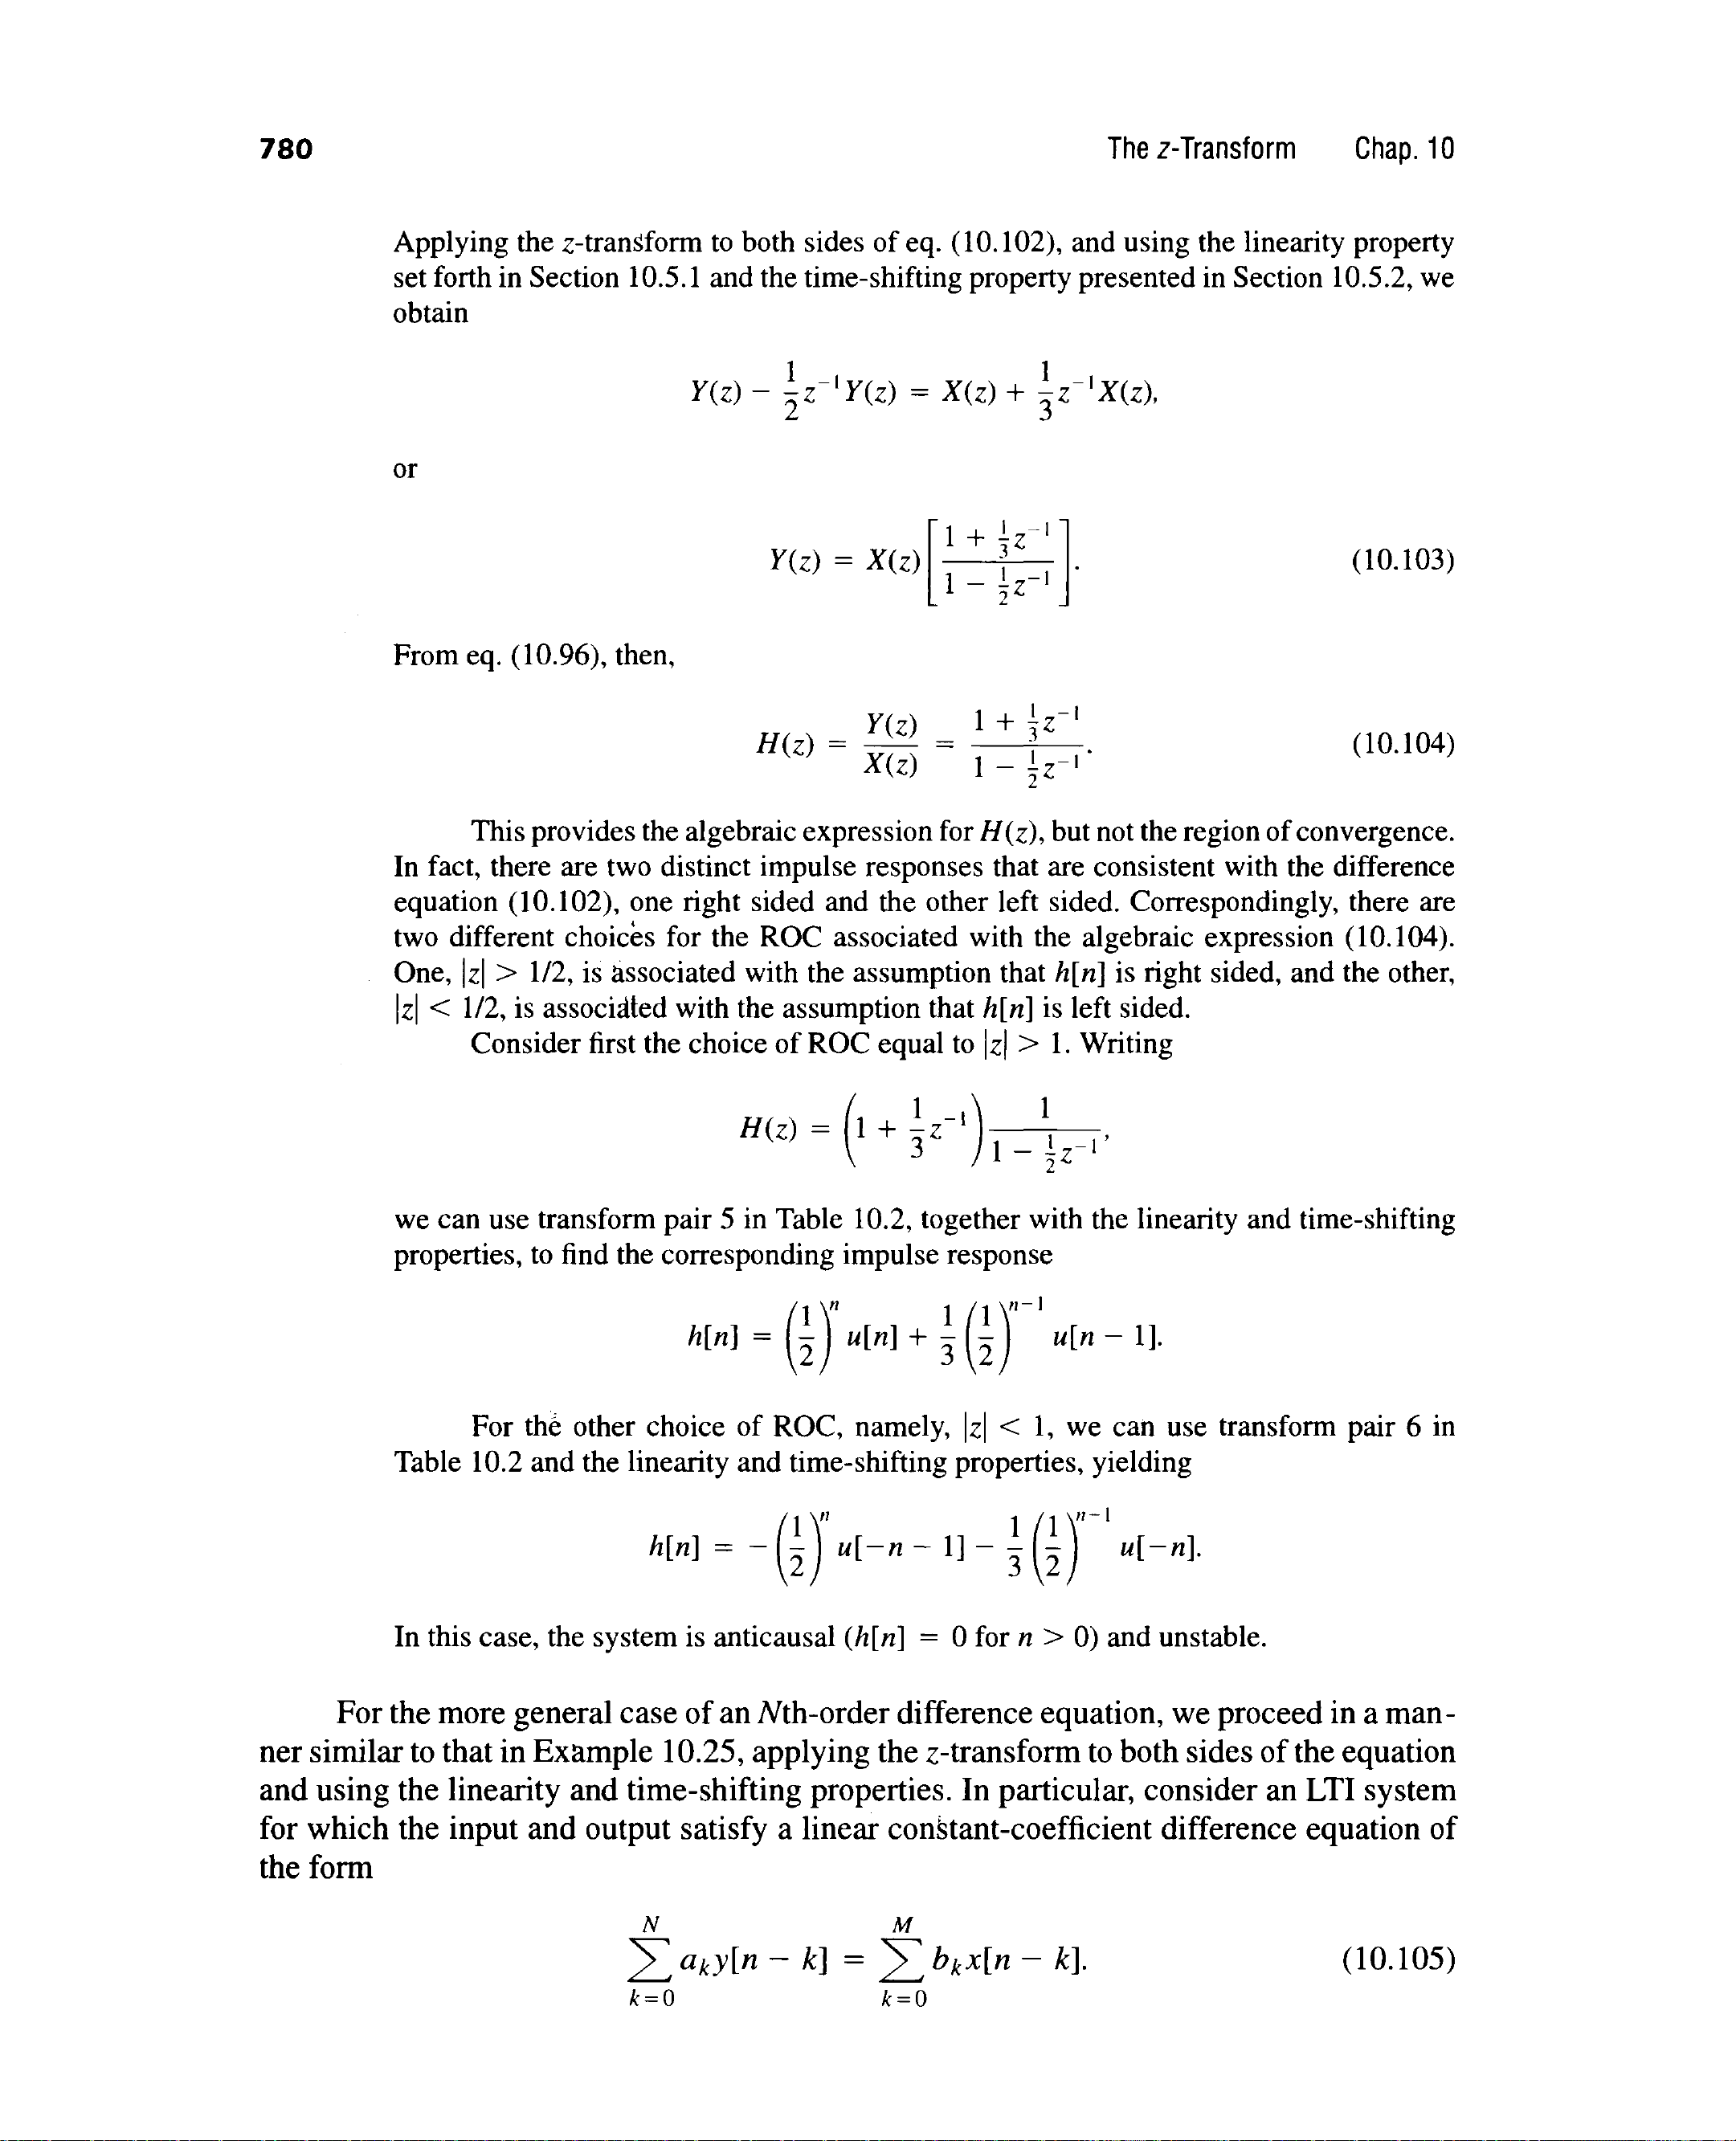 780 The z-Transform Chap. 10
Applying the z-transform to both sides of eq. (10.102), and using the linearity property
set forth in Section 10.5.1 and the time-shifting property presented in Section 10.5.2, we
obtain
Y(z) − \frac{1}{2}z^{-1}Y(z) = X(z) + \frac{1}{3}z^{-1}X(z),
or
Y(z) = X(z)\left[\frac{1 + \frac{1}{3}z^{-1}}{1 - \frac{1}{2}z^{-1}}\right]. (10.103)
From eq. (10.96), then,
H(z) = \frac{Y(z)}{X(z)} = \frac{1 + \frac{1}{3}z^{-1}}{1 - \frac{1}{2}z^{-1}}. (10.104)
This provides the algebraic expression for H(z), but not the region of convergence.
In fact, there are two distinct impulse responses that are consistent with the difference
equation (10.102), one right sided and the other left sided. Correspondingly, there are
two different choices for the ROC associated with the algebraic expression (10.104).
One, |z| > 1/2, is associated with the assumption that h[n] is right sided, and the other,
|z| < 1/2, is associated with the assumption that h[n] is left sided.
Consider first the choice of ROC equal to |z| > 1. Writing
H(z) = \left(1 + \frac{1}{3}z^{-1}\right)\frac{1}{1 - \frac{1}{2}z^{-1}},
we can use transform pair 5 in Table 10.2, together with the linearity and time-shifting
properties, to find the corresponding impulse response
h[n] = \left(\frac{1}{2}\right)^n u[n] + \frac{1}{3}\left(\frac{1}{2}\right)^{n-1} u[n − 1].
For the other choice of ROC, namely, |z| < 1, we can use transform pair 6 in
Table 10.2 and the linearity and time-shifting properties, yielding
h[n] = −\left(\frac{1}{2}\right)^n u[−n − 1] − \frac{1}{3}\left(\frac{1}{2}\right)^{n-1} u[−n].
In this case, the system is anticausal (h[n] = 0 for n > 0) and unstable.
For the more general case of an Nth-order difference equation, we proceed in a man-
ner similar to that in Example 10.25, applying the z-transform to both sides of the equation
and using the linearity and time-shifting properties. In particular, consider an LTI system
for which the input and output satisfy a linear constant-coefficient difference equation of
the form
\sum_{k=0}^{N} a_k y[n − k] = \sum_{k=0}^{M} b_k x[n − k]. (10.105)